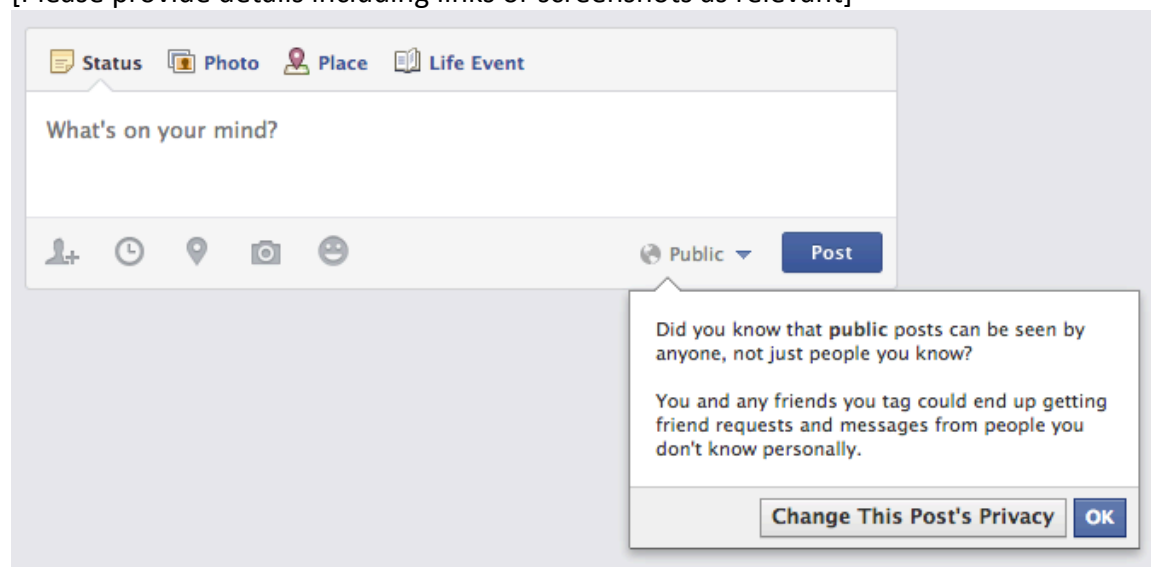 [Please provide details including links or screenshots as relevant]
Status Photo Place Life Event
What's on your mind?
Public Post
Did you know that public posts can be seen by
anyone, not just people you know?
You and any friends you tag could end up getting
friend requests and messages from people you
don't know personally.
Change This Post's Privacy OK